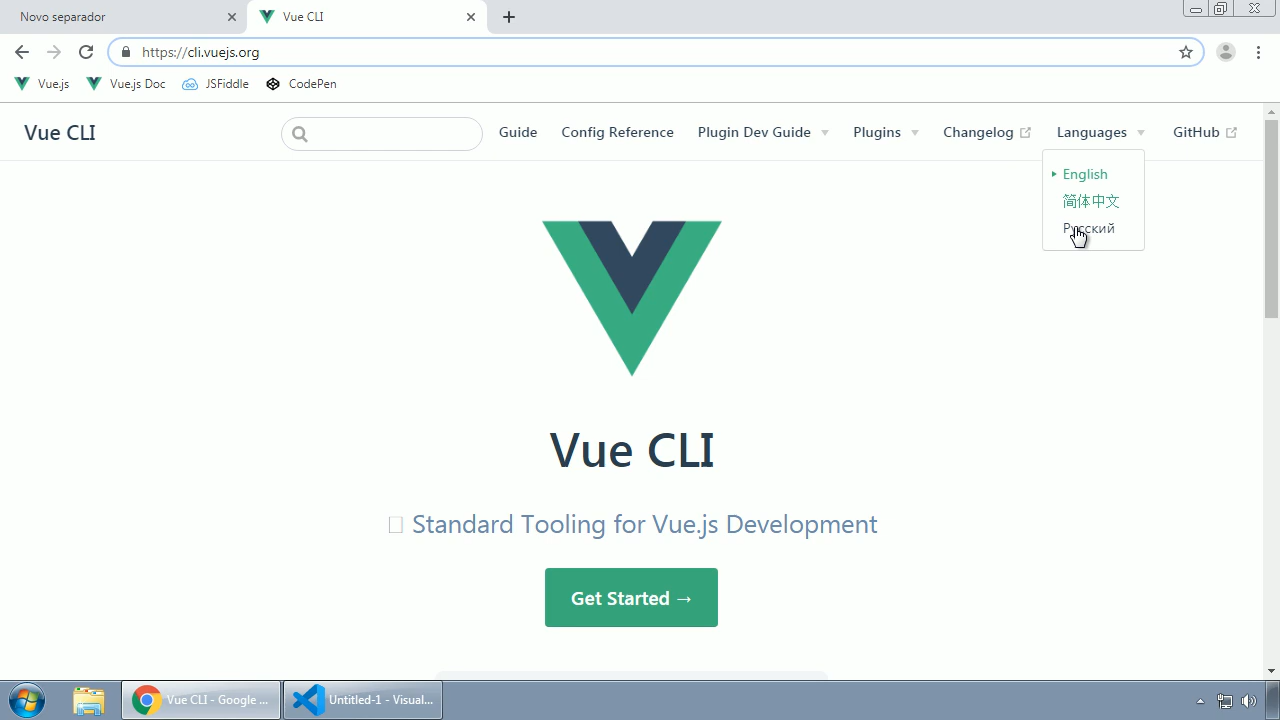 Novo separador
Vue CLI
https://cli.vuejs.org
Vue.js
Vue.js Doc
JSFiddle
CodePen
Vue CLI
Guide
Config Reference
Plugin Dev Guide
Plugins
Changelog
Languages
GitHub
English
简体中文
Русский
Vue CLI
Standard Tooling for Vue.js Development
Get Started →
Vue CLI - Google ...
Untitled-1 - Visual...